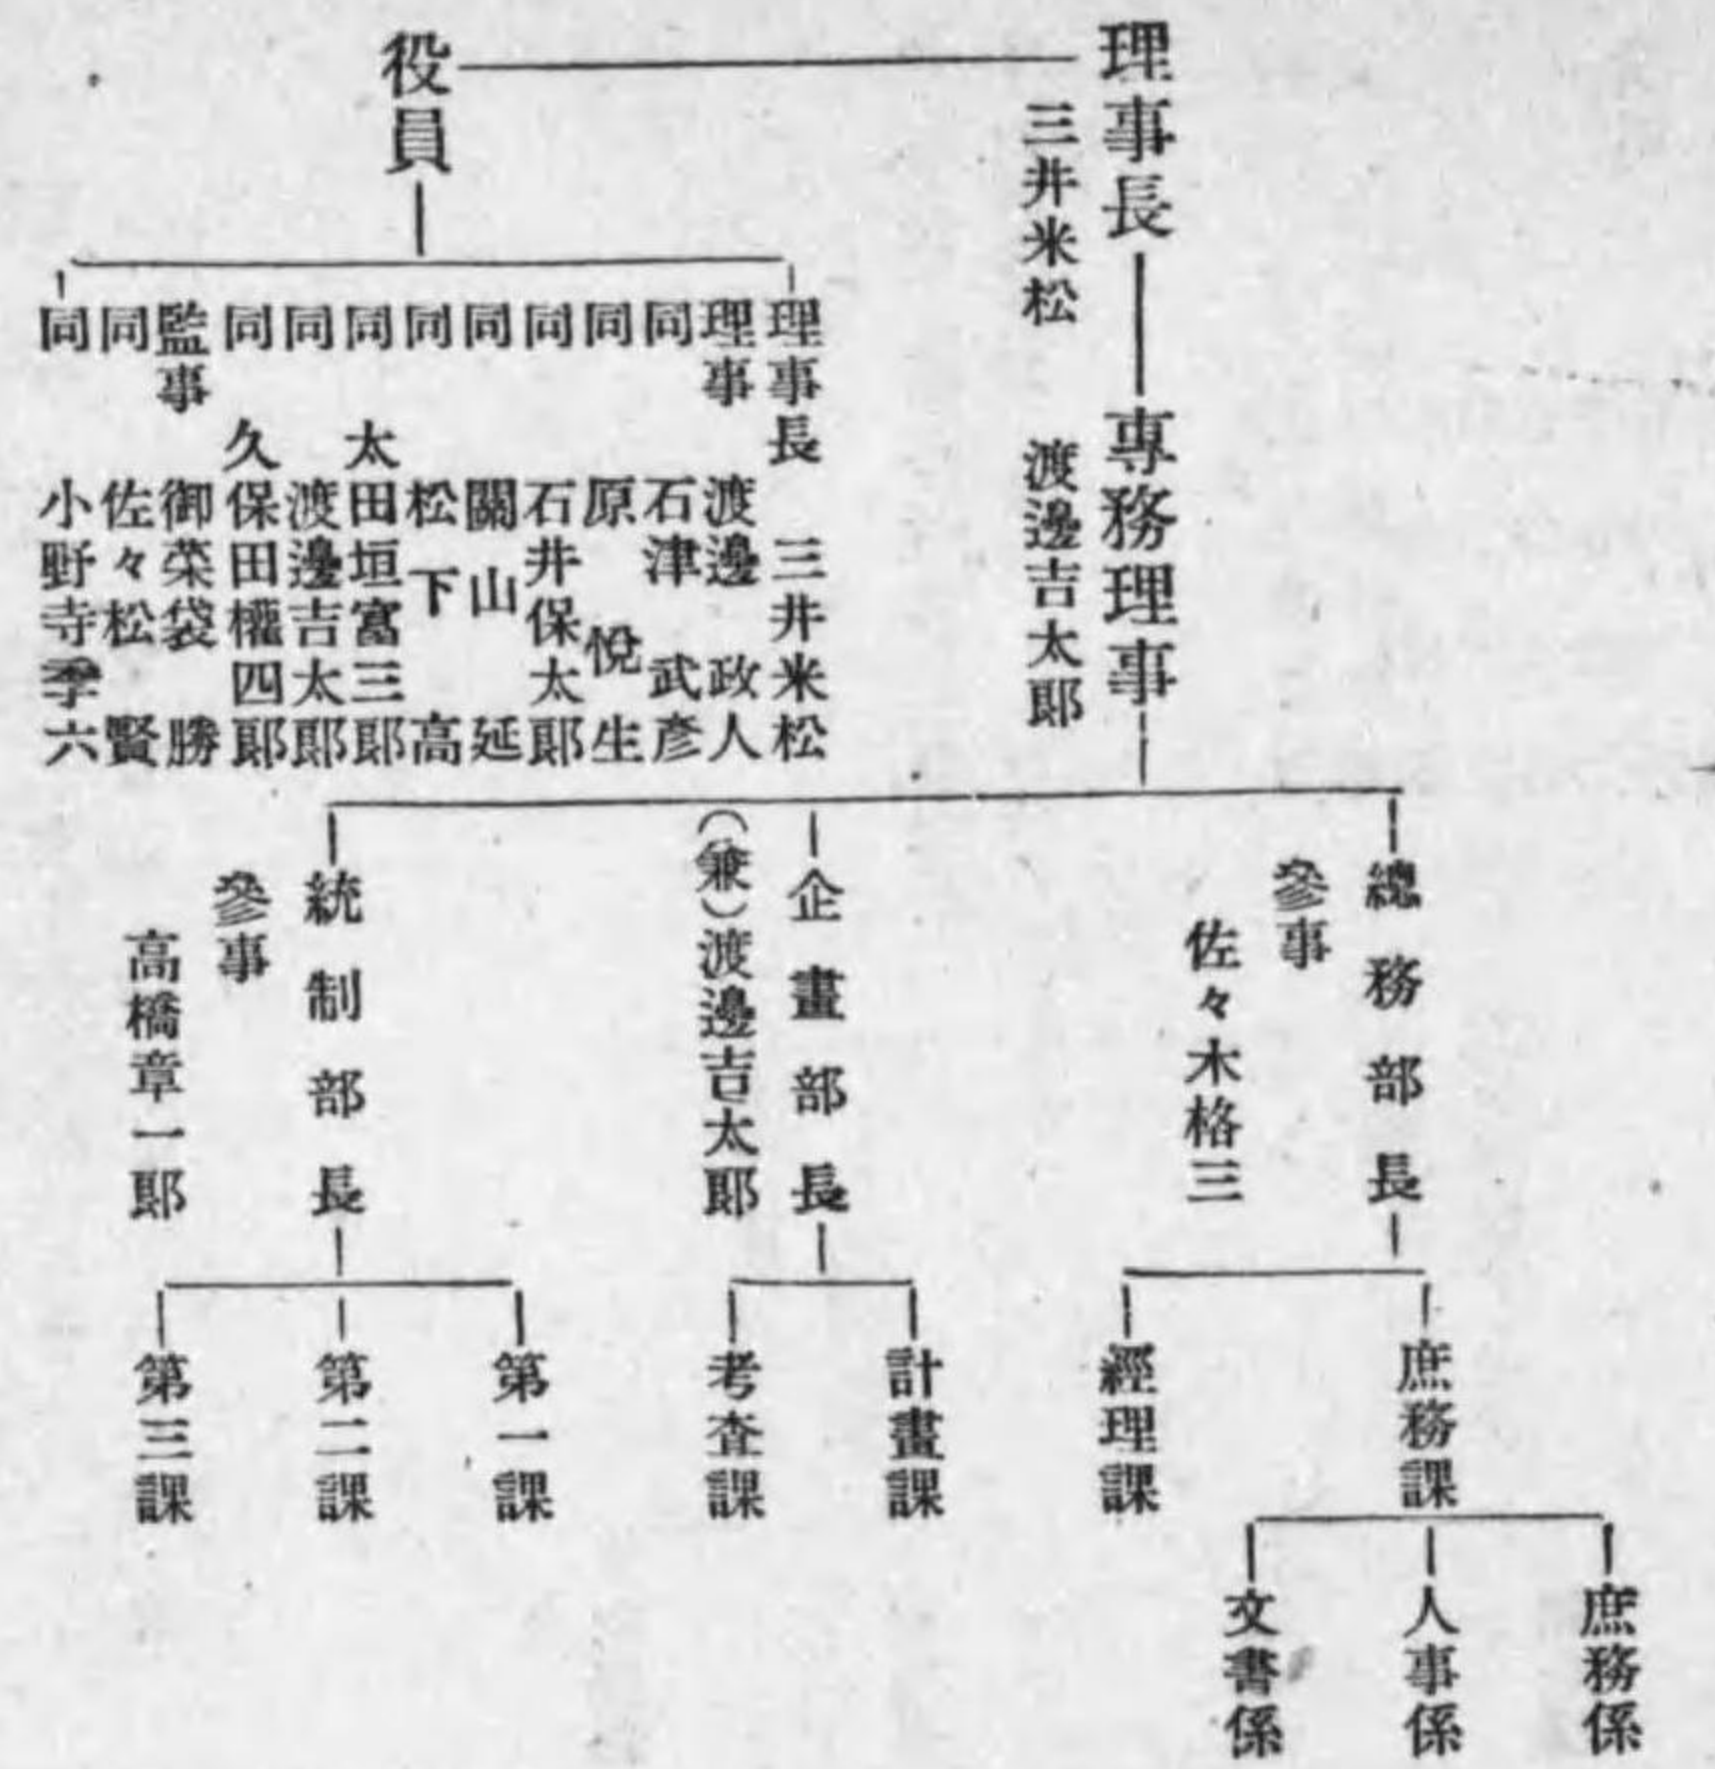 理事長
三井米松
專務理事
渡邊吉太郎
役員
理事長 三井米松
理事 渡邊政人
同 石津武彦
同 原悅生
同 石井保太郎
同 關山延
同 松下高
同 太田垣富三郎
同 渡邊吉太郎
同 久保田權四郎
監事 御菜袋勝
同 佐々松賢
同 小野寺季六
總務部長
參事
佐々木格三
企畫部長
(兼)渡邊吉太郎
統制部長
參事
高橋章一郎
庶務課
經理課
計畫課
考査課
第一課
第二課
第三課
庶務係
人事係
文書係